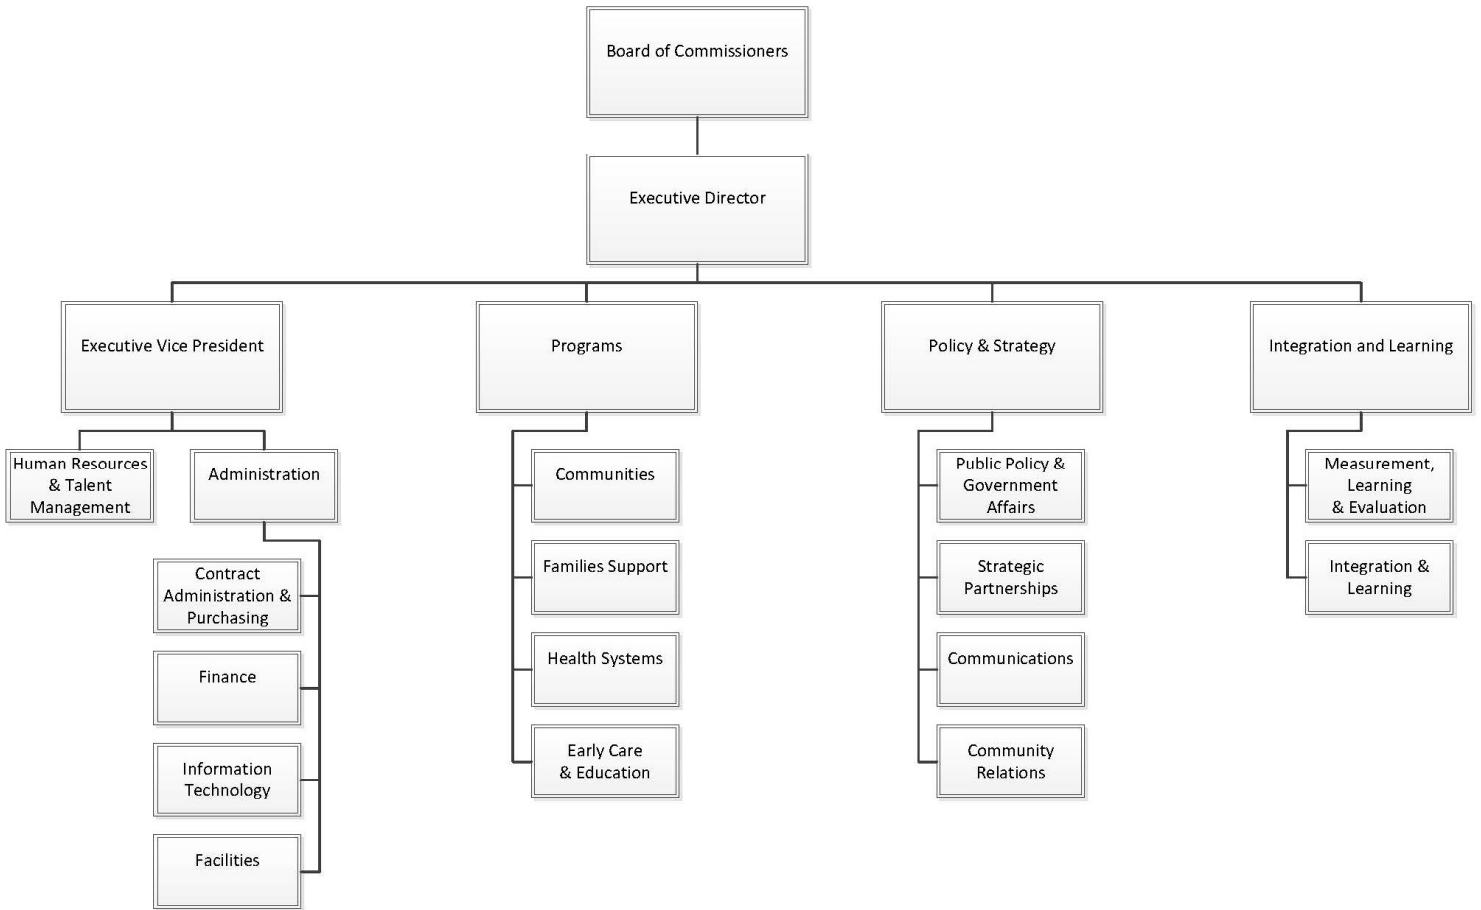 Board of Commissioners
Executive Director
Executive Vice President
Programs
Policy & Strategy
Integration and Learning
Human Resources
& Talent
Management
Administration
Contract
Administration &
Purchasing
Finance
Information
Technology
Facilities
Communities
Families Support
Health Systems
Early Care
& Education
Public Policy &
Government
Affairs
Strategic
Partnerships
Communications
Community
Relations
Measurement,
Learning
& Evaluation
Integration &
Learning